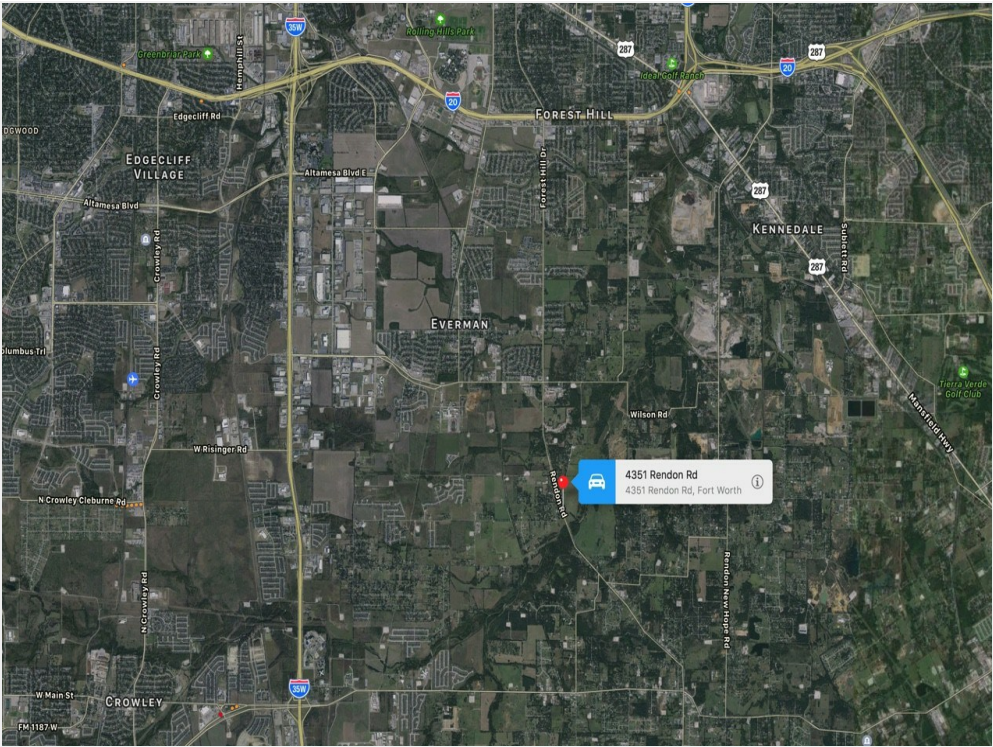 35W
Rolling Hills Park
287
287
Greenbriar Park
Hemphill St
Ideal Golf Ranch
20
20
FOREST HILL
Edgecliff Rd
DGWOOD
EDGECLIFF
VILLAGE
Altamesa Blvd E
Forest Hill Dr
287
Altamesa Blvd
KENNEDALE
Sublett Rd
Crowley Rd
287
EVERMAN
olumbus Trl
Crowley Rd
Tierra Verde
Golf Club
Mansfield Hwy
Wilson Rd
W Risinger Rd
4351 Rendon Rd
4351 Rendon Rd, Fort Worth
Rendon Rd
N Crowley Cleburne Rd
N Crowley Rd
Rendon New Hope Rd
35W
W Main St
CROWLEY
FM 1187 W